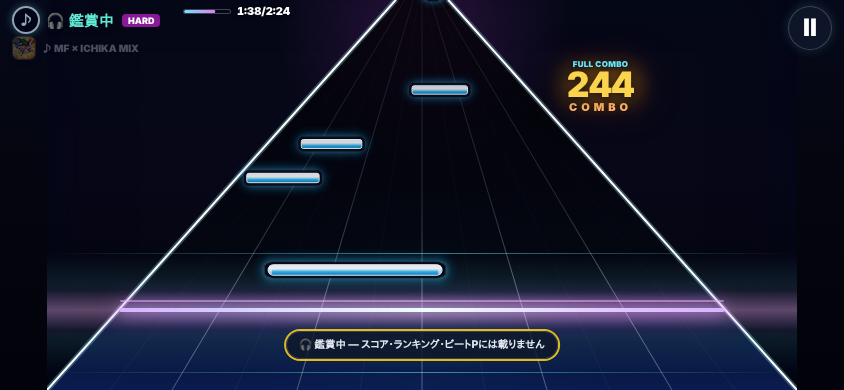 ♪ 🎧 鑑賞中 HARD 1:38/2:24
♪ MF × ICHIKA MIX
FULL COMBO
244
COMBO
🎧 鑑賞中 — スコア・ランキング・ビートPには載りません